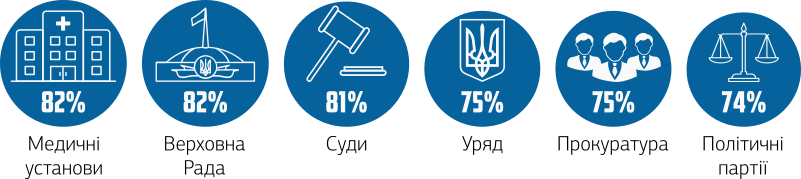 82%
82%
81%
75%
75%
74%
Медичні
установи
Верховна
Рада
Суди
Уряд
Прокуратура
Політичні
партії